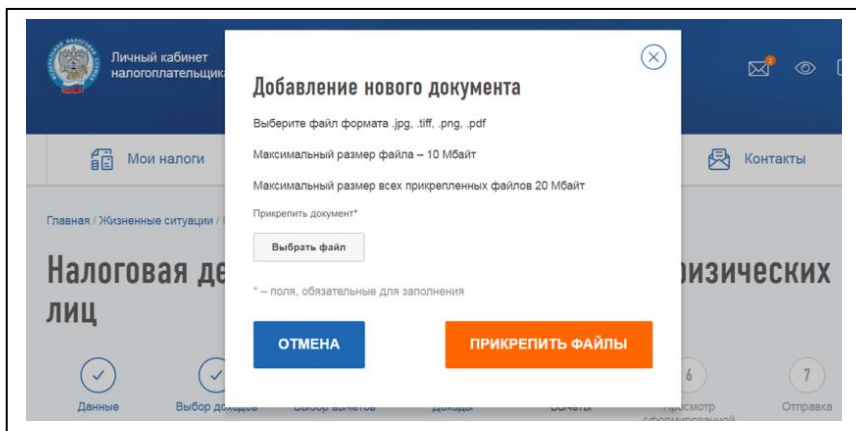 Личный кабинет
налогоплательщик
Добавление нового документа
Выберите файл формата .jpg, .tiff, .png, .pdf
Максимальный размер файла – 10 Мбайт
Максимальный размер всех прикрепленных файлов 20 Мбайт
Прикрепить документ*
Выбрать файл
* – поля, обязательные для заполнения
ОТМЕНА
ПРИКРЕПИТЬ ФАЙЛЫ
Мои налоги
Контакты
Главная / Жизненные ситуации /
Налоговая де
физических
лиц
6
7
Данные
Выбор доходов
Выбор вычетов
Доходы
Вычеты
Просмотр
сформированной
Отправка